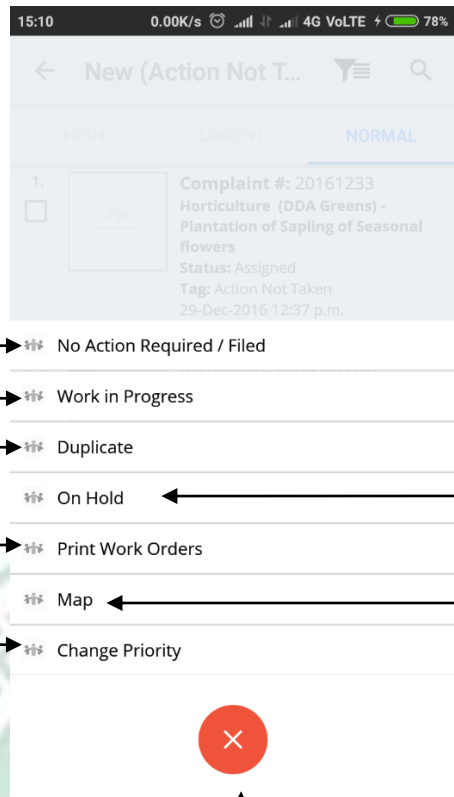 15:10 0.00K/s 4G VoLTE 78%
New (Action Not T...
HIGH URGENT NORMAL
1.
Complaint #: 20161233
Horticulture (DDA Greens) -
Plantation of Sapling of Seasonal
flowers
Status: Assigned
Tag: Action Not Taken
29-Dec-2016 12:37 p.m.
No Action Required / Filed
Work in Progress
Duplicate
On Hold
Print Work Orders
Map
Change Priority